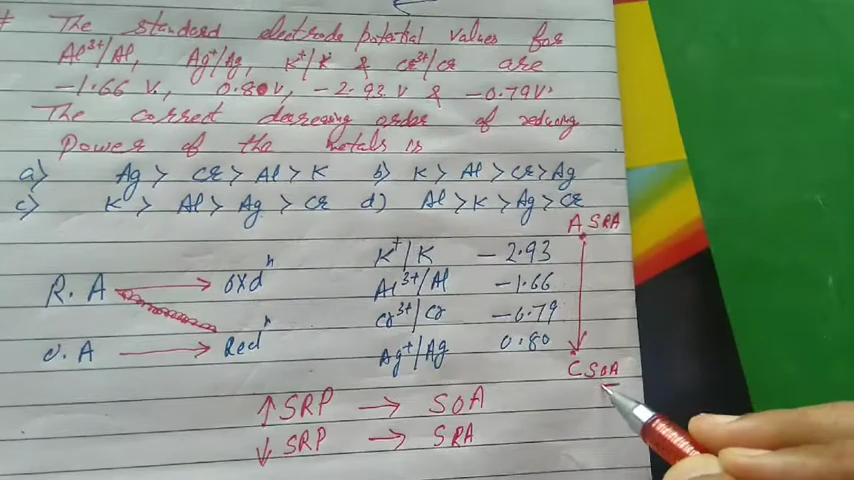 The standard electrode potential values for
Al³⁺/Al, Ag⁺/Ag, K⁺/K & Cr³⁺/Cr are
-1.66 V, 0.80V, -2.93 V & -0.79V.
The correct decreasing order of reducing
Power of the Metals is
a) Ag > Cr > Al > K b) K > Al > Cr > Ag
c) K > Al > Ag > Cr d) Al > K > Ag > Cr
A SRA
K⁺/K -2.93
R.A → oxdⁿ Al³⁺/Al -1.66
Cr³⁺/Cr -0.79
O.A → Redⁿ Ag⁺/Ag 0.80
C SOA
↑ SRP → SOA
↓ SRP → SRA